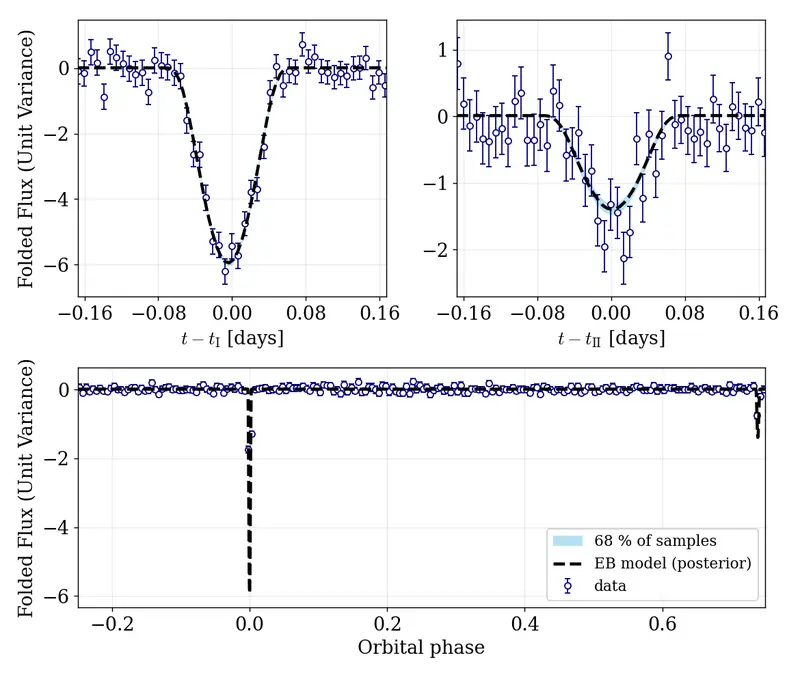 Folded Flux (Unit Variance)
0
−2
−4
−6
−0.16 −0.08 0.00 0.08 0.16
t − tI [days]
1
0
−1
−2
−0.16 −0.08 0.00 0.08 0.16
t − tII [days]
Folded Flux (Unit Variance)
0
−2
−4
−6
68 % of samples
EB model (posterior)
data
−0.2 0.0 0.2 0.4 0.6
Orbital phase